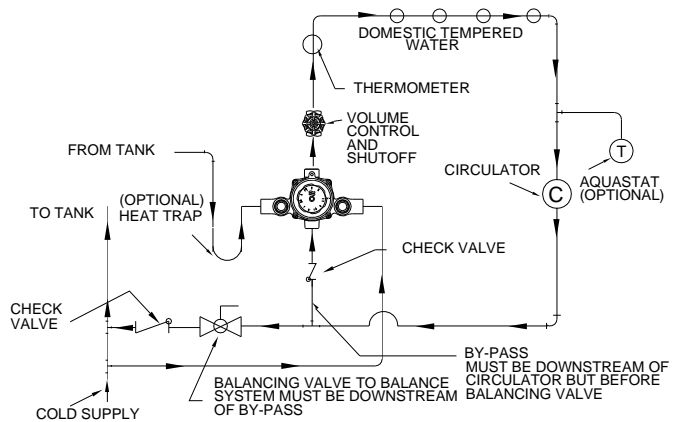 DOMESTIC TEMPERED
WATER
THERMOMETER
VOLUME
CONTROL
AND
SHUTOFF
FROM TANK
CIRCULATOR
T
AQUASTAT
(OPTIONAL)
C
(OPTIONAL)
HEAT TRAP
TO TANK
CHECK VALVE
CHECK
VALVE
BY-PASS
MUST BE DOWNSTREAM OF
CIRCULATOR BUT BEFORE
BALANCING VALVE
BALANCING VALVE TO BALANCE
SYSTEM MUST BE DOWNSTREAM
OF BY-PASS
COLD SUPPLY